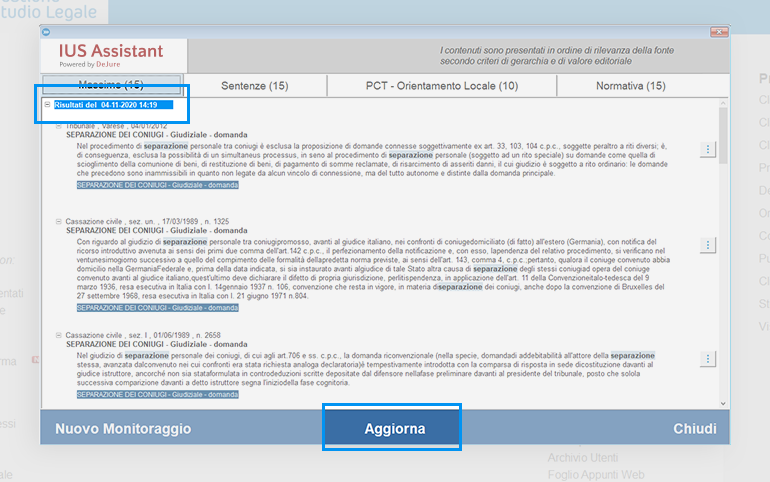 Studio Legale
IUS Assistant
Powered by DeJure
I contenuti sono presentati in ordine di rilevanza della fonte
secondo criteri di gerarchia e di valore editoriale
Massime (15)
Sentenze (15)
PCT - Orientamento Locale (10)
Normativa (15)
Risultati del 04-11-2020 14:19
Tribunale , Varese , 04/01/2012
SEPARAZIONE DEI CONIUGI - Giudiziale - domanda
Nel procedimento di separazione personale tra coniugi è esclusa la proposizione di domande connesse soggettivamente ex art. 33, 103, 104 c.p.c., soggette peraltro a riti diversi; è,
di conseguenza, esclusa la possibilità di un simultaneus processus, in seno al procedimento di separazione personale (soggetto ad un rito speciale) su domande come quella di
scioglimento della comunione di beni, di restituzione di beni, di pagamento di somme reclamate, di risarcimento di asseriti danni, il cui giudizio è soggetto a rito ordinario: le domande
che precedono sono inammissibili in quanto non legate da alcun vincolo di connessione, ma del tutto autonome e distinte dalla domanda principale.
SEPARAZIONE DEI CONIUGI - Giudiziale - domanda
Cassazione civile , sez. un. , 17/03/1989 , n. 1325
SEPARAZIONE DEI CONIUGI - Giudiziale - domanda
Con riguardo al giudizio di separazione personale tra coniugipromosso, avanti al giudice italiano, nei confronti di coniugedomiciliato (di fatto) all'estero (Germania), con notifica del
ricorso introduttivo avvenuta ai sensi dei primi due comma dell'art.142 c.p.c., il perfezionamento della notificazione e, con esso, lapendenza del relativo procedimento, si verificano nel
ventunesimogiorno successivo a quello del compimento delle formalità dellapredetta norma previste, ai sensi dell'art. 143, comma 4, c.p.c.;pertanto, qualora il coniuge convenuto abbia
domicilio nella GermaniaFederale e, prima della data indicata, si sia instaurato avanti algiudice di tale Stato altra causa di separazione degli stessi coniugiad opera del coniuge
convenuto avanti al giudice italiano,quest'ultimo deve dichiarare il difetto di propria giurisdizione, perlitispendenza, in applicazione dell'art. 11 della Convenzioneitalo-tedesca del 9
marzo 1936, resa esecutiva in Italia con l. 14gennaio 1937 n. 106, convenzione che resta in vigore, in materia diseparazione dei coniugi, anche dopo la convenzione di Bruxelles del
27 settembre 1968, resa esecutiva in Italia con l. 21 giugno 1971 n.804.
SEPARAZIONE DEI CONIUGI - Giudiziale - domanda
Cassazione civile , sez. I , 01/06/1989 , n. 2658
SEPARAZIONE DEI CONIUGI - Giudiziale - domanda
Nel giudizio di separazione personale dei coniugi, di cui agli art.706 e ss. c.p.c., la domanda riconvenzionale (nella specie, domandadi addebitabilità all'attore della separazione
stessa, avanzata dalconvenuto nei cui confronti era stata richiesta analoga declaratoria)è tempestivamente introdotta con la comparsa di risposta in sede dicostituzione davanti al
giudice istruttore, ancorché non sia stataformulata in controdeduzioni scritte depositate dal difensore nellafase preliminare davanti al presidente del tribunale, posto che solola
successiva comparizione davanti a detto istruttore segna l'iniziodella fase cognitoria.
SEPARAZIONE DEI CONIUGI - Giudiziale - domanda
Nuovo Monitoraggio
Aggiorna
Chiudi
Archivio Utenti
Foglio Appunti Web